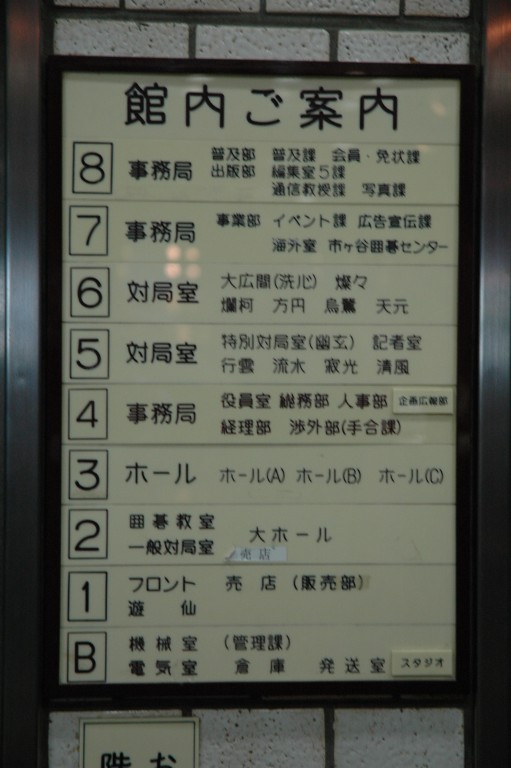 館内ご案内
8 事務局 普及部 普及課 会員・免状課
出版部 編集室5課
通信教授課 写真課
7 事務局 事業部 イベント課 広告宣伝課
海外室 市ヶ谷囲碁センター
6 対局室 大広間(洗心) 燦々
爛柯 方円 烏鷺 天元
5 対局室 特別対局室(幽玄) 記者室
行雲 流水 寂光 清風
4 事務局 役員室 総務部 人事部 企画広報部
経理部 渉外部(手合課)
3 ホール ホール(A) ホール(B) ホール(C)
2 囲碁教室 大ホール
一般対局室 売店
1 フロント 売店 (販売部)
遊仙
B 機械室 (管理課)
電気室 倉庫 発送室 スタジオ
階 お